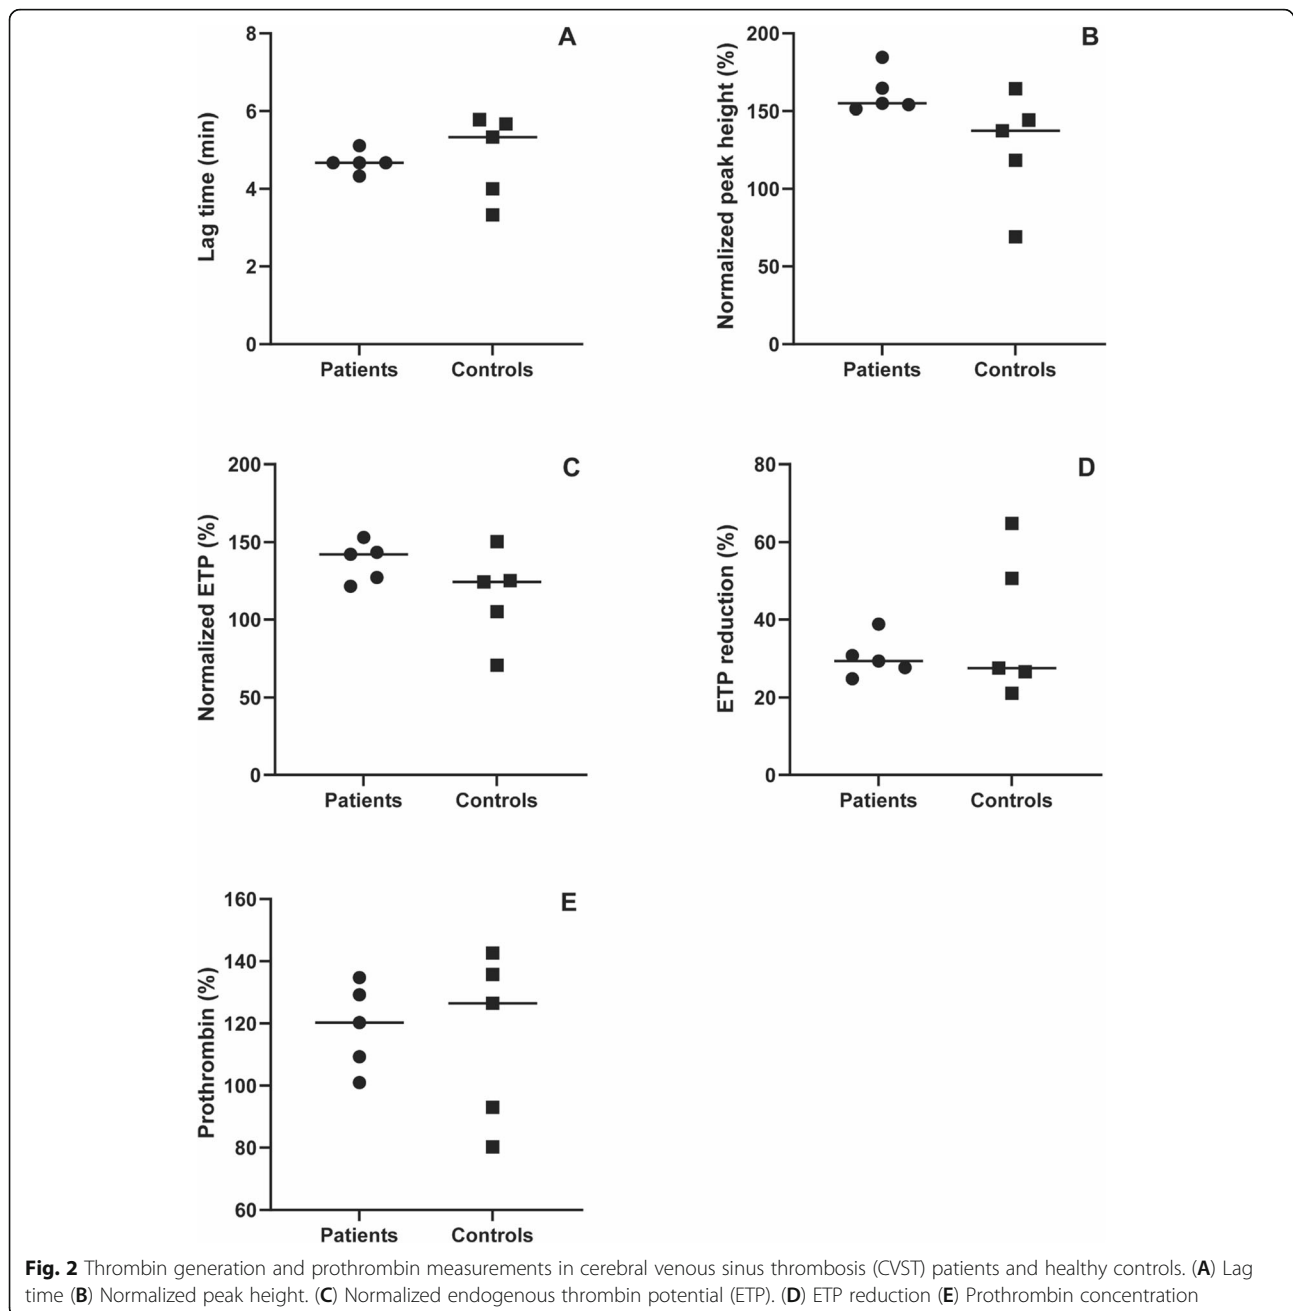 A
8
6
4
2
0
Lag time (min)
Patients Controls
B
200
150
100
50
0
Normalized peak height (%)
Patients Controls
C
200
150
100
50
0
Normalized ETP (%)
Patients Controls
D
80
60
40
20
0
ETP reduction (%)
Patients Controls
E
160
140
120
100
80
60
Prothrombin (%)
Patients Controls
Fig. 2 Thrombin generation and prothrombin measurements in cerebral venous sinus thrombosis (CVST) patients and healthy controls. (A) Lag
time (B) Normalized peak height. (C) Normalized endogenous thrombin potential (ETP). (D) ETP reduction (E) Prothrombin concentration